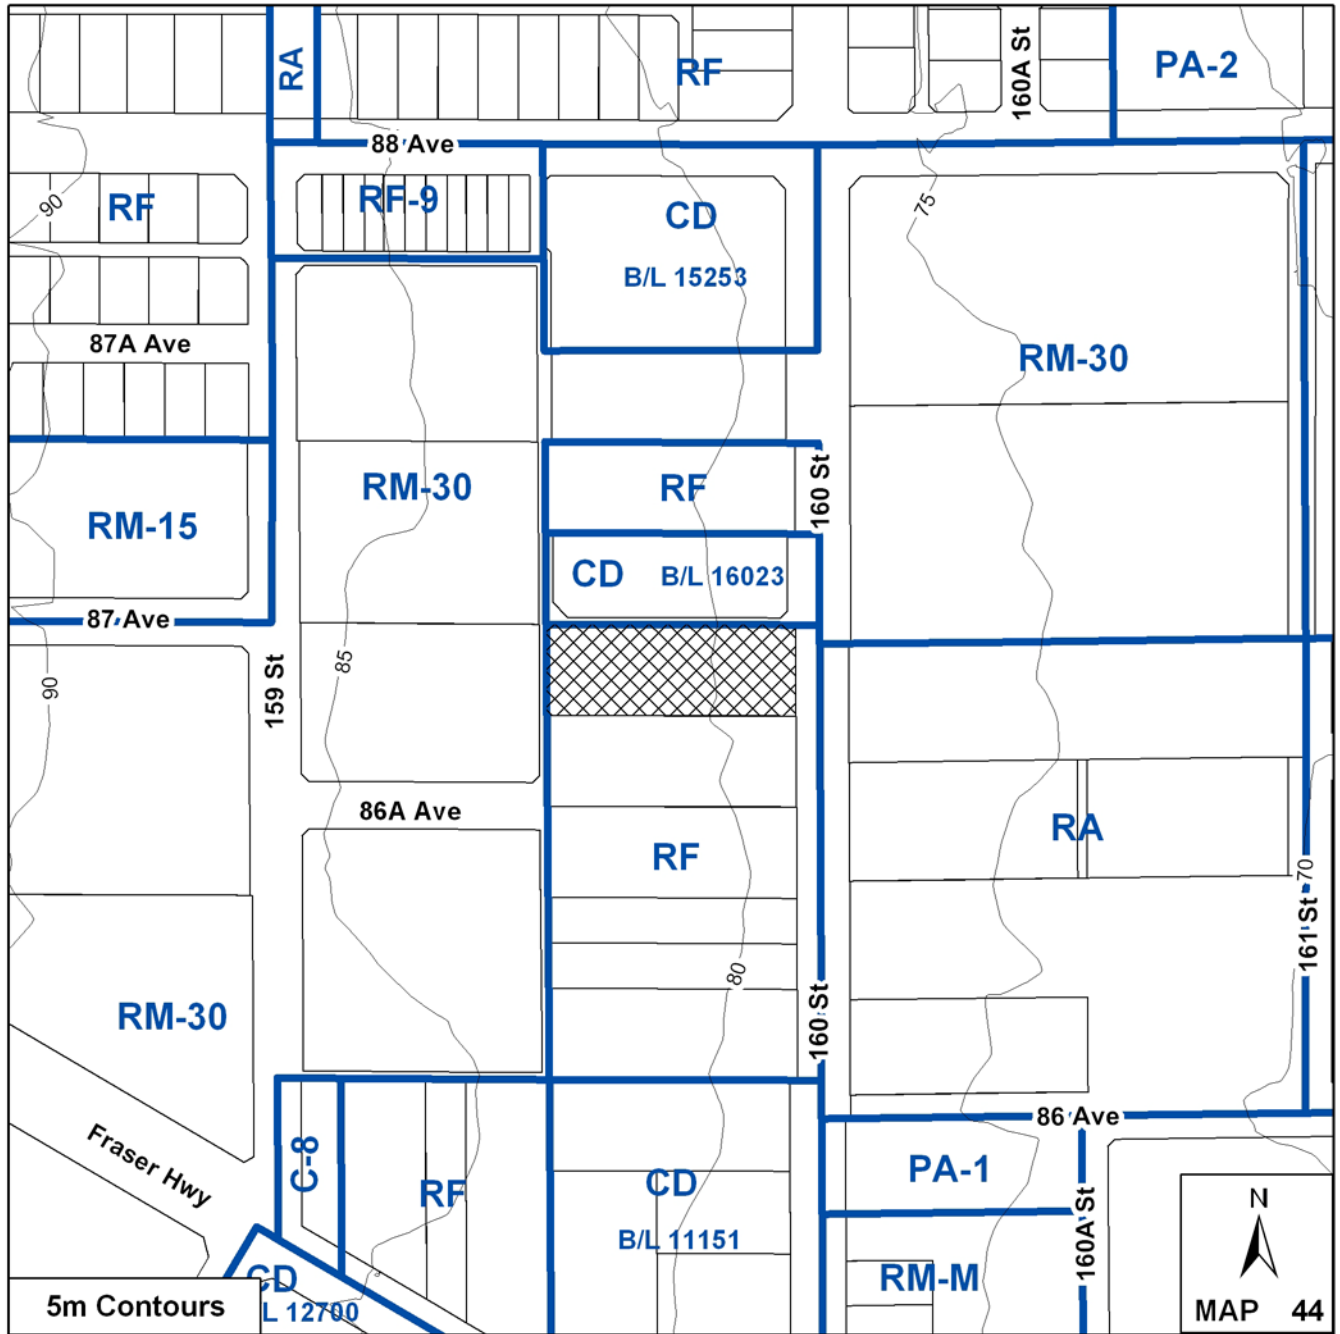 RA
RF
160A St
PA-2
88 Ave
90
RF
RF-9
CD
75
B/L 15253
87A Ave
RM-30
RM-30
RF
160 St
RM-15
CD B/L 16023
87 Ave
85
90
159 St
86A Ave
RF
RA
70
161 St
80
RM-30
160 St
86 Ave
Fraser Hwy
C-8
RF
CD
PA-1
B/L 11151
160A St
N
CD
RM-M
5m Contours
L 12700
MAP 44